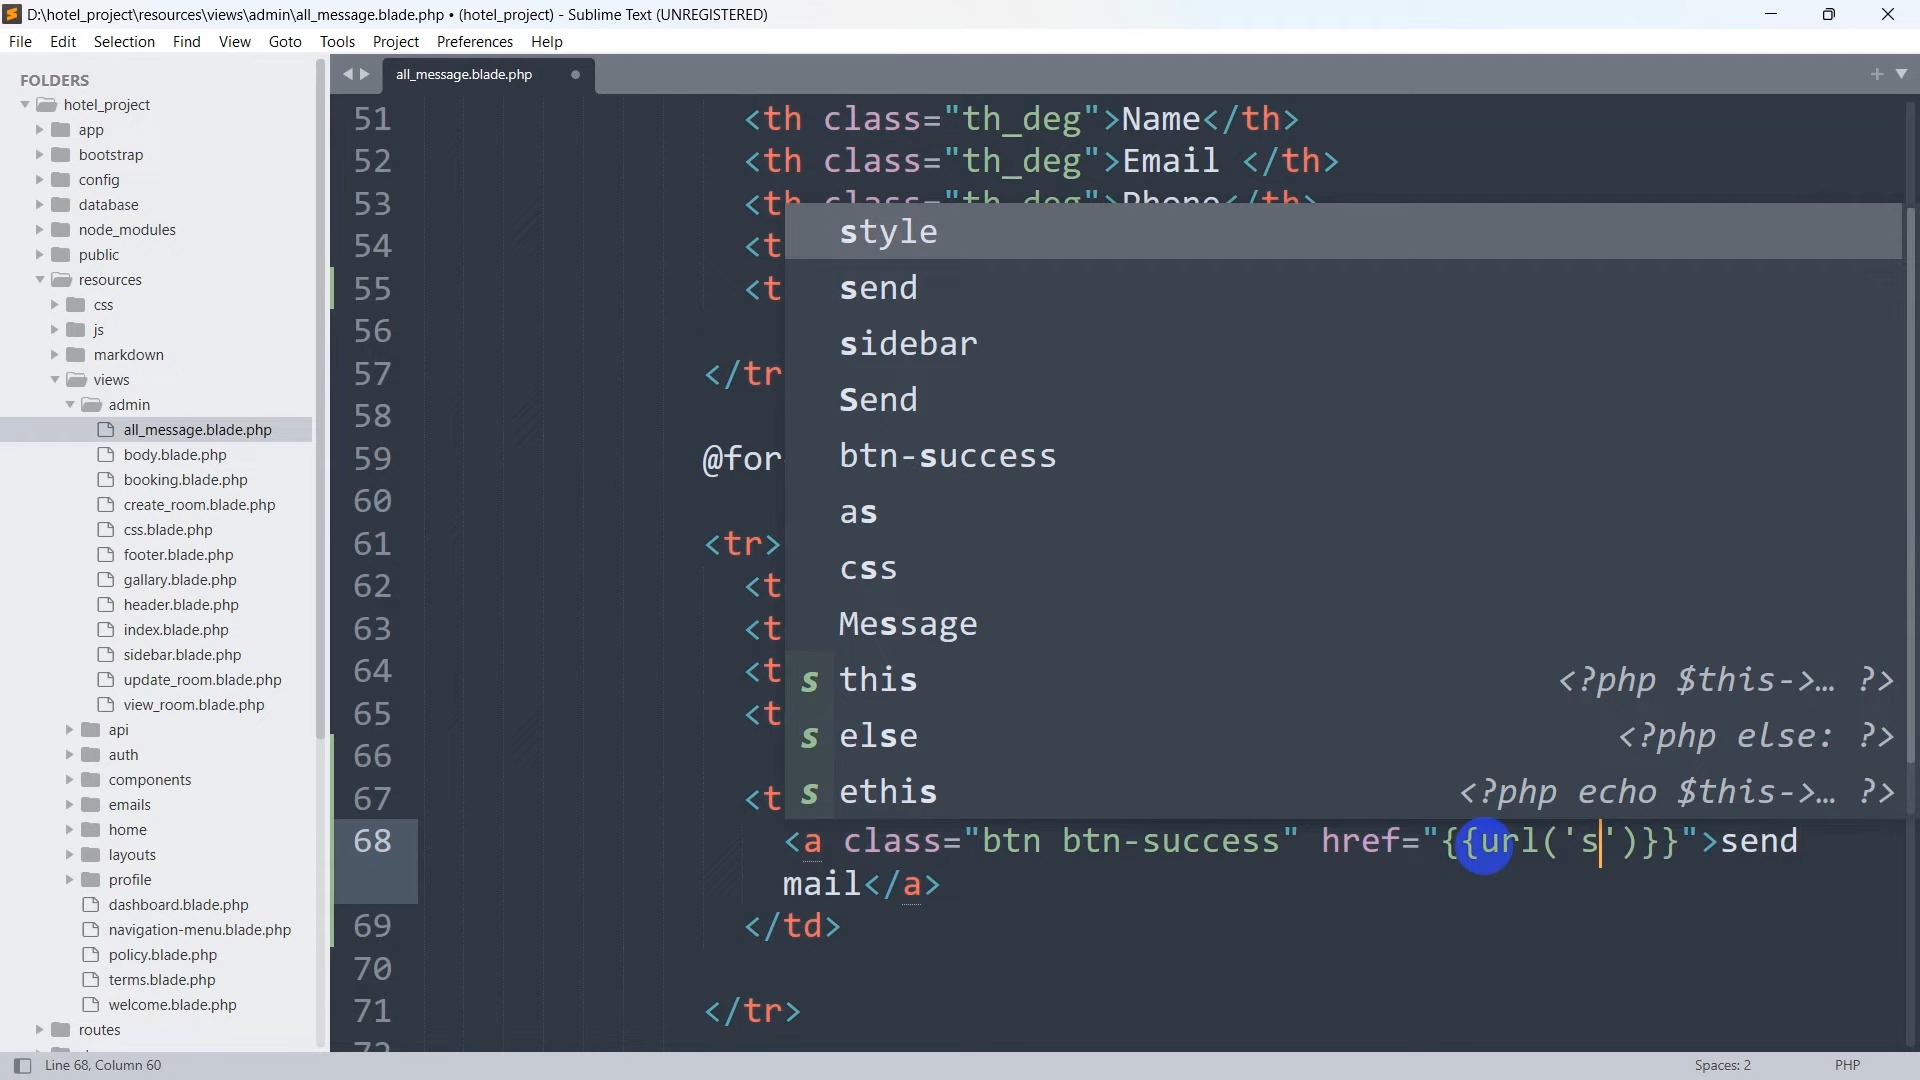 D:\hotel_project\resources\views\admin\all_message.blade.php • (hotel_project) - Sublime Text (UNREGISTERED)
File Edit Selection Find View Goto Tools Project Preferences Help
FOLDERS
hotel_project
app
bootstrap
config
database
node_modules
public
resources
css
js
markdown
views
admin
all_message.blade.php
body.blade.php
booking.blade.php
create_room.blade.php
css.blade.php
footer.blade.php
gallary.blade.php
header.blade.php
index.blade.php
sidebar.blade.php
update_room.blade.php
view_room.blade.php
api
auth
components
emails
home
layouts
profile
dashboard.blade.php
navigation-menu.blade.php
policy.blade.php
terms.blade.php
welcome.blade.php
routes
all_message.blade.php
51 <th class="th_deg">Name</th>
52 <th class="th_deg">Email </th>
53 <th class="th_deg">Phone</th>
54 <t
55 <t
56
57 </tr
58
59 @for
60
61 <tr>
62 <t
63 <t
64 <t
65 <t
66
67 <t
style
send
sidebar
Send
btn-success
as
css
Message
s this <?php $this->… ?>
s else <?php else: ?>
s ethis <?php echo $this->… ?>
68 <a class="btn btn-success" href="{{url('s')}}">send
mail</a>
69 </td>
70
71 </tr>
72
Line 68, Column 60
Spaces: 2
PHP